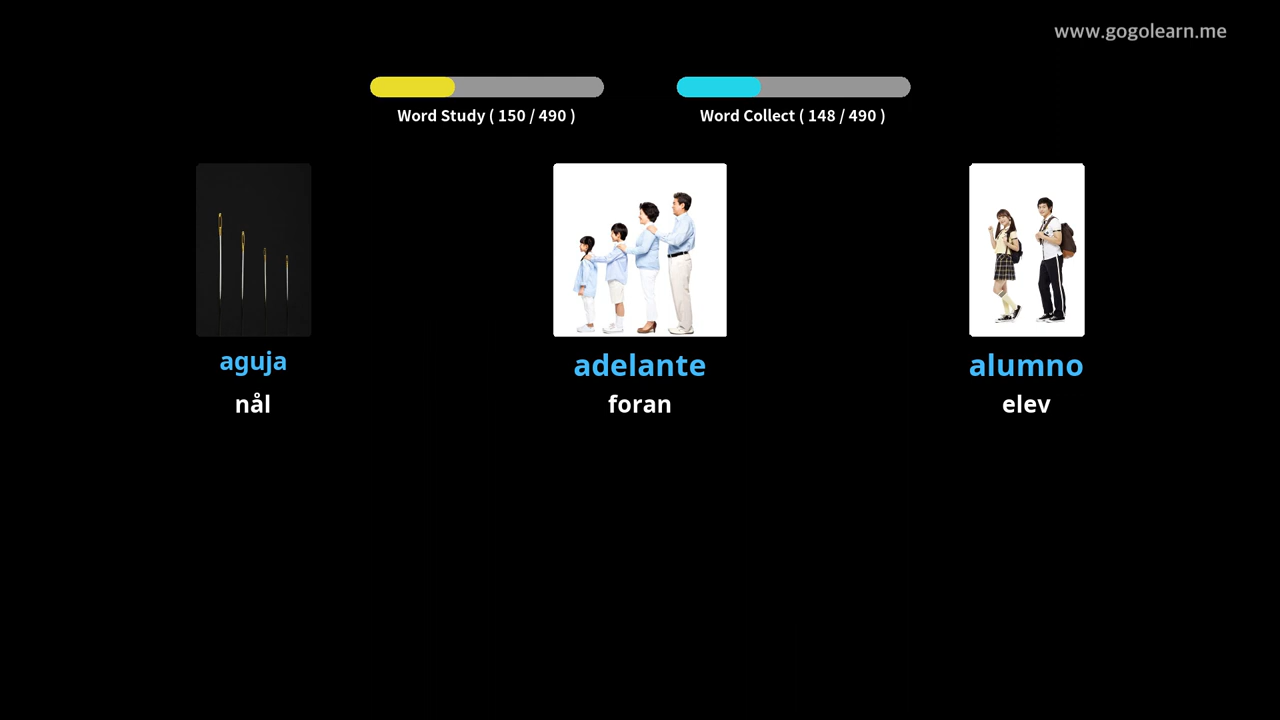 www.gogolearn.me
Word Study ( 150 / 490 )
Word Collect ( 148 / 490 )
aguja
nål
adelante
foran
alumno
elev